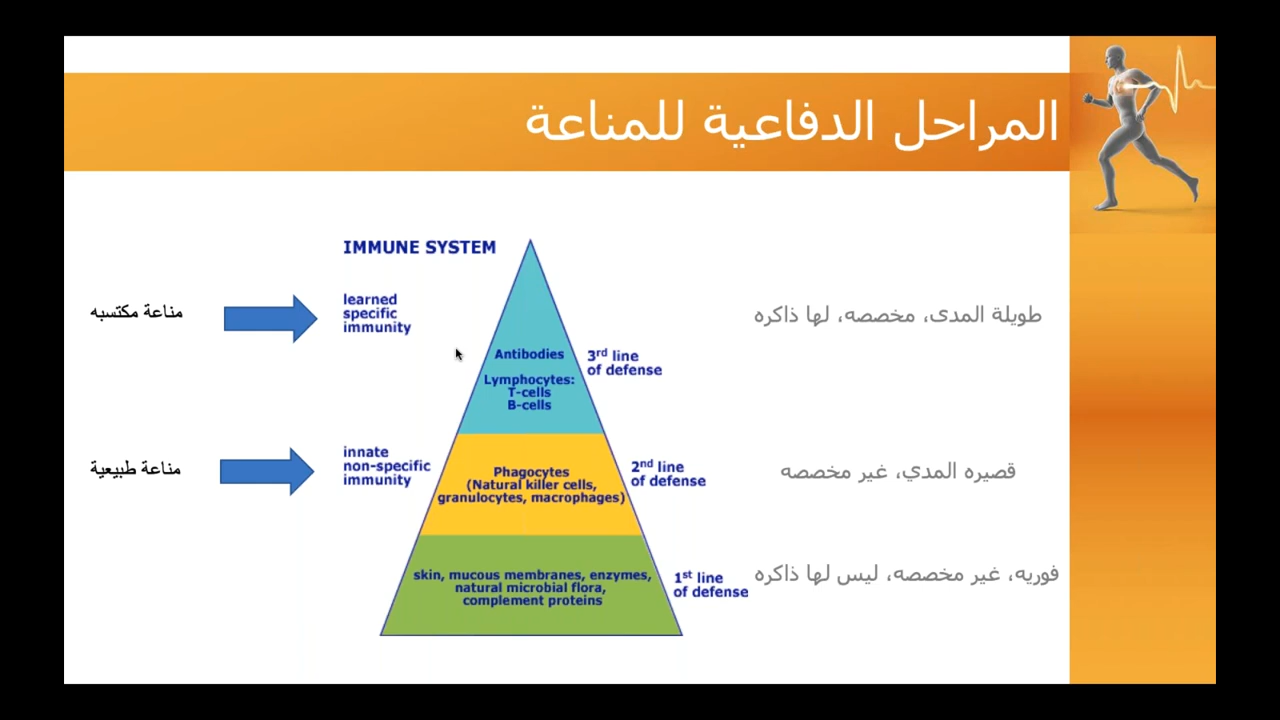 المراحل الدفاعية للمناعة
IMMUNE SYSTEM
مناعة مكتسبه
learned
specific
immunity
Antibodies
Lymphocytes:
T-cells
B-cells
3rd line
of defense
طويلة المدى، مخصصه، لها ذاكره
مناعة طبيعية
innate
non-specific
immunity
Phagocytes
(Natural killer cells,
granulocytes, macrophages)
2nd line
of defense
قصيره المدي، غير مخصصه
skin, mucous membranes, enzymes,
natural microbial flora,
complement proteins
1st line
of defense
فوريه، غير مخصصه، ليس لها ذاكره